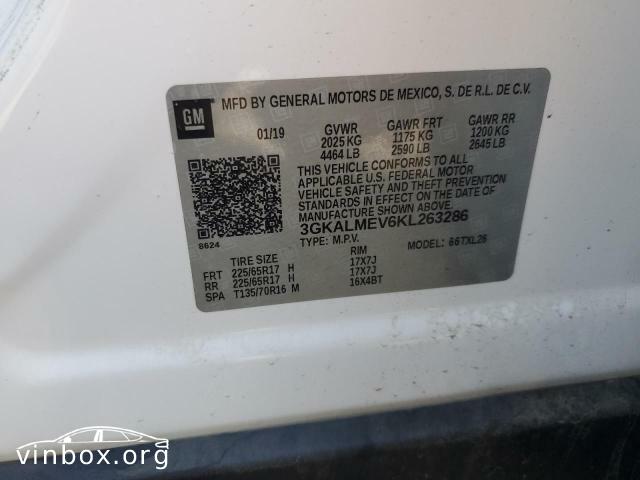 GM
MFD BY GENERAL MOTORS DE MEXICO, S. DE R.L. DE C.V.
01/19 GVWR GAWR FRT GAWR RR
2025 KG 1175 KG 1200 KG
4464 LB 2590 LB 2645 LB
THIS VEHICLE CONFORMS TO ALL
APPLICABLE U.S. FEDERAL MOTOR
VEHICLE SAFETY AND THEFT PREVENTION
STANDARDS IN EFFECT ON THE DATE OF
MANUFACTURE SHOWN ABOVE.
3GKALMEV6KL263286
8624 TYPE: M.P.V. MODEL: 66TXL26
TIRE SIZE RIM
FRT 225/65R17 H 17X7J
RR 225/65R17 H 17X7J
SPA T135/70R16 M 16X4BT
vinbox.org